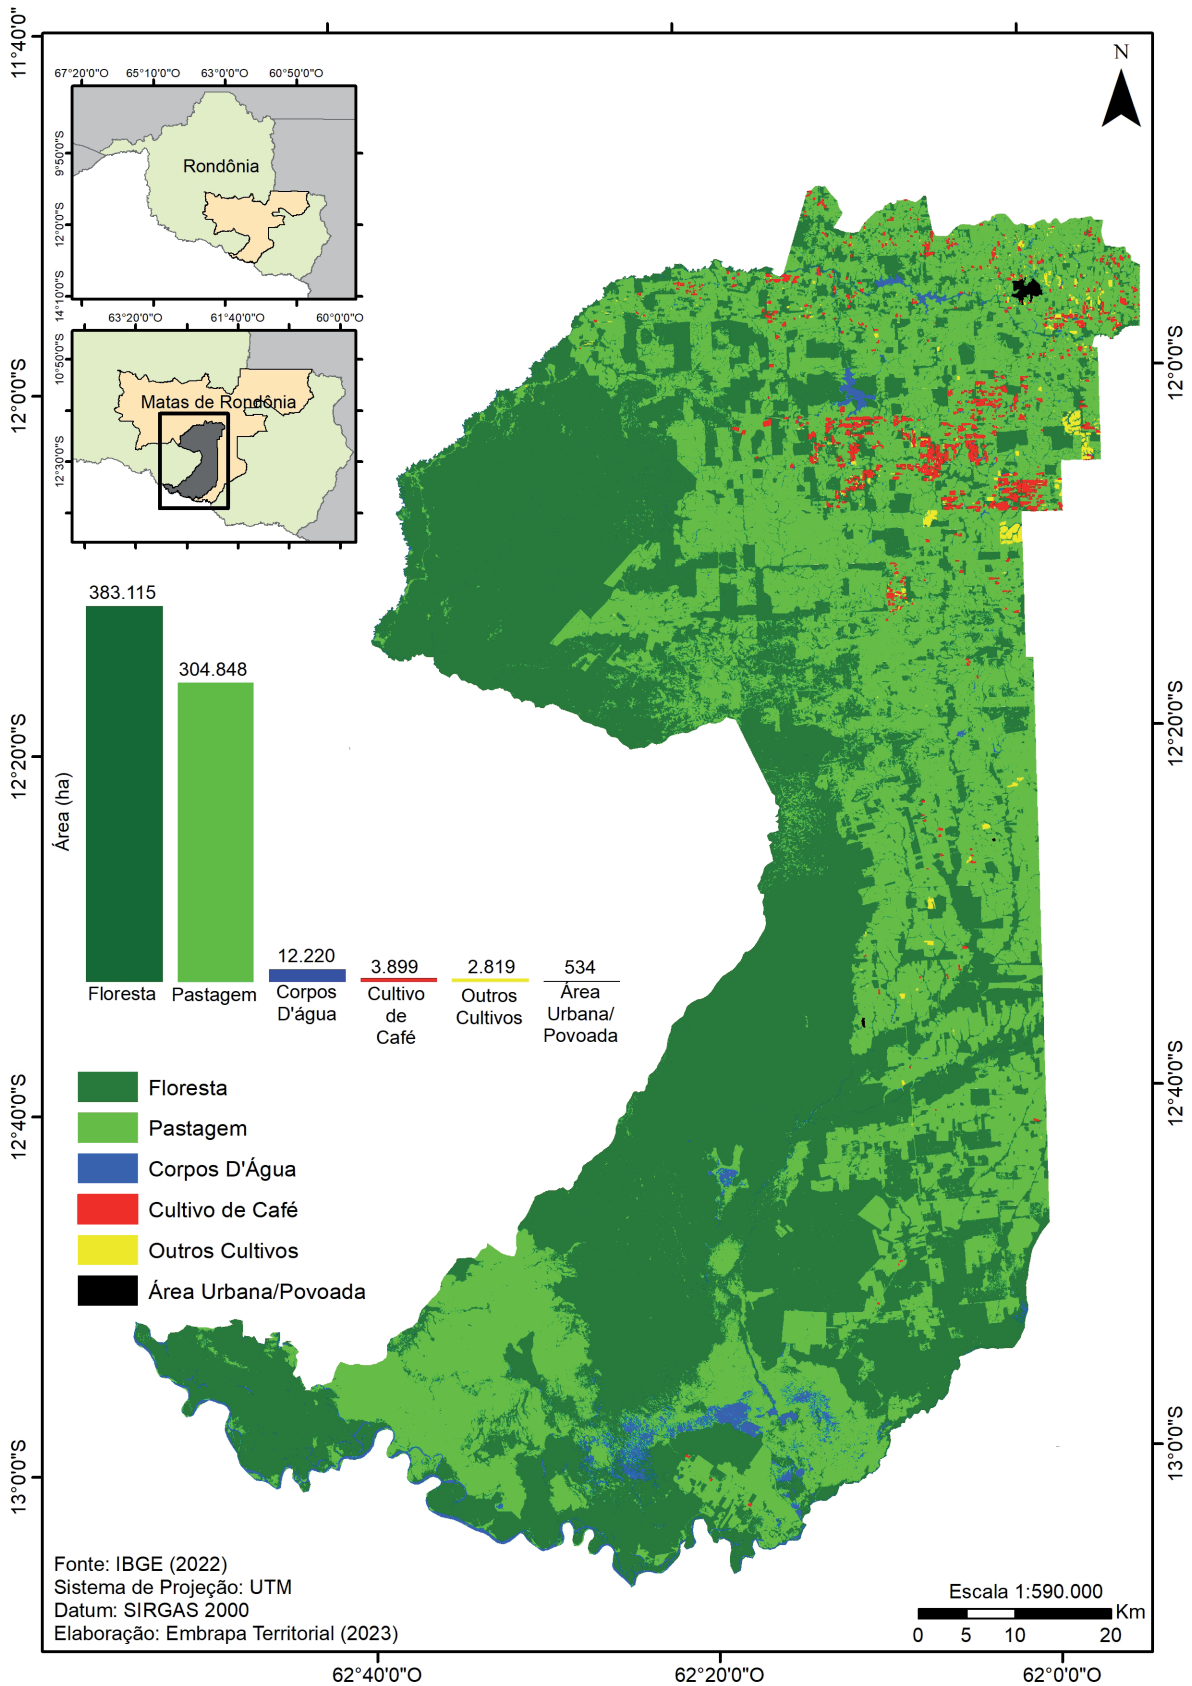 N
11°40'0"
12°0'0"S
12°20'0"S
12°40'0"S
13°0'0"S
67°20'0"O 65°10'0"O 63°0'0"O 60°50'0"O
9°50'0"S
12°0'0"S
14°10'0"S
Rondônia
63°20'0"O 61°40'0"O 60°0'0"O
10°50'0"S
12°30'0"S
Matas de Rondônia
Área (ha)
383.115
304.848
12.220
3.899
2.819
534
Floresta
Pastagem
Corpos
D'água
Cultivo
de
Café
Outros
Cultivos
Área
Urbana/
Povoada
Floresta
Pastagem
Corpos D'Água
Cultivo de Café
Outros Cultivos
Área Urbana/Povoada
12°0'0"S
12°20'0"S
12°40'0"S
13°0'0"S
Fonte: IBGE (2022)
Sistema de Projeção: UTM
Datum: SIRGAS 2000
Elaboração: Embrapa Territorial (2023)
Escala 1:590.000
Km
0 5 10 20
62°40'0"O 62°20'0"O 62°0'0"O